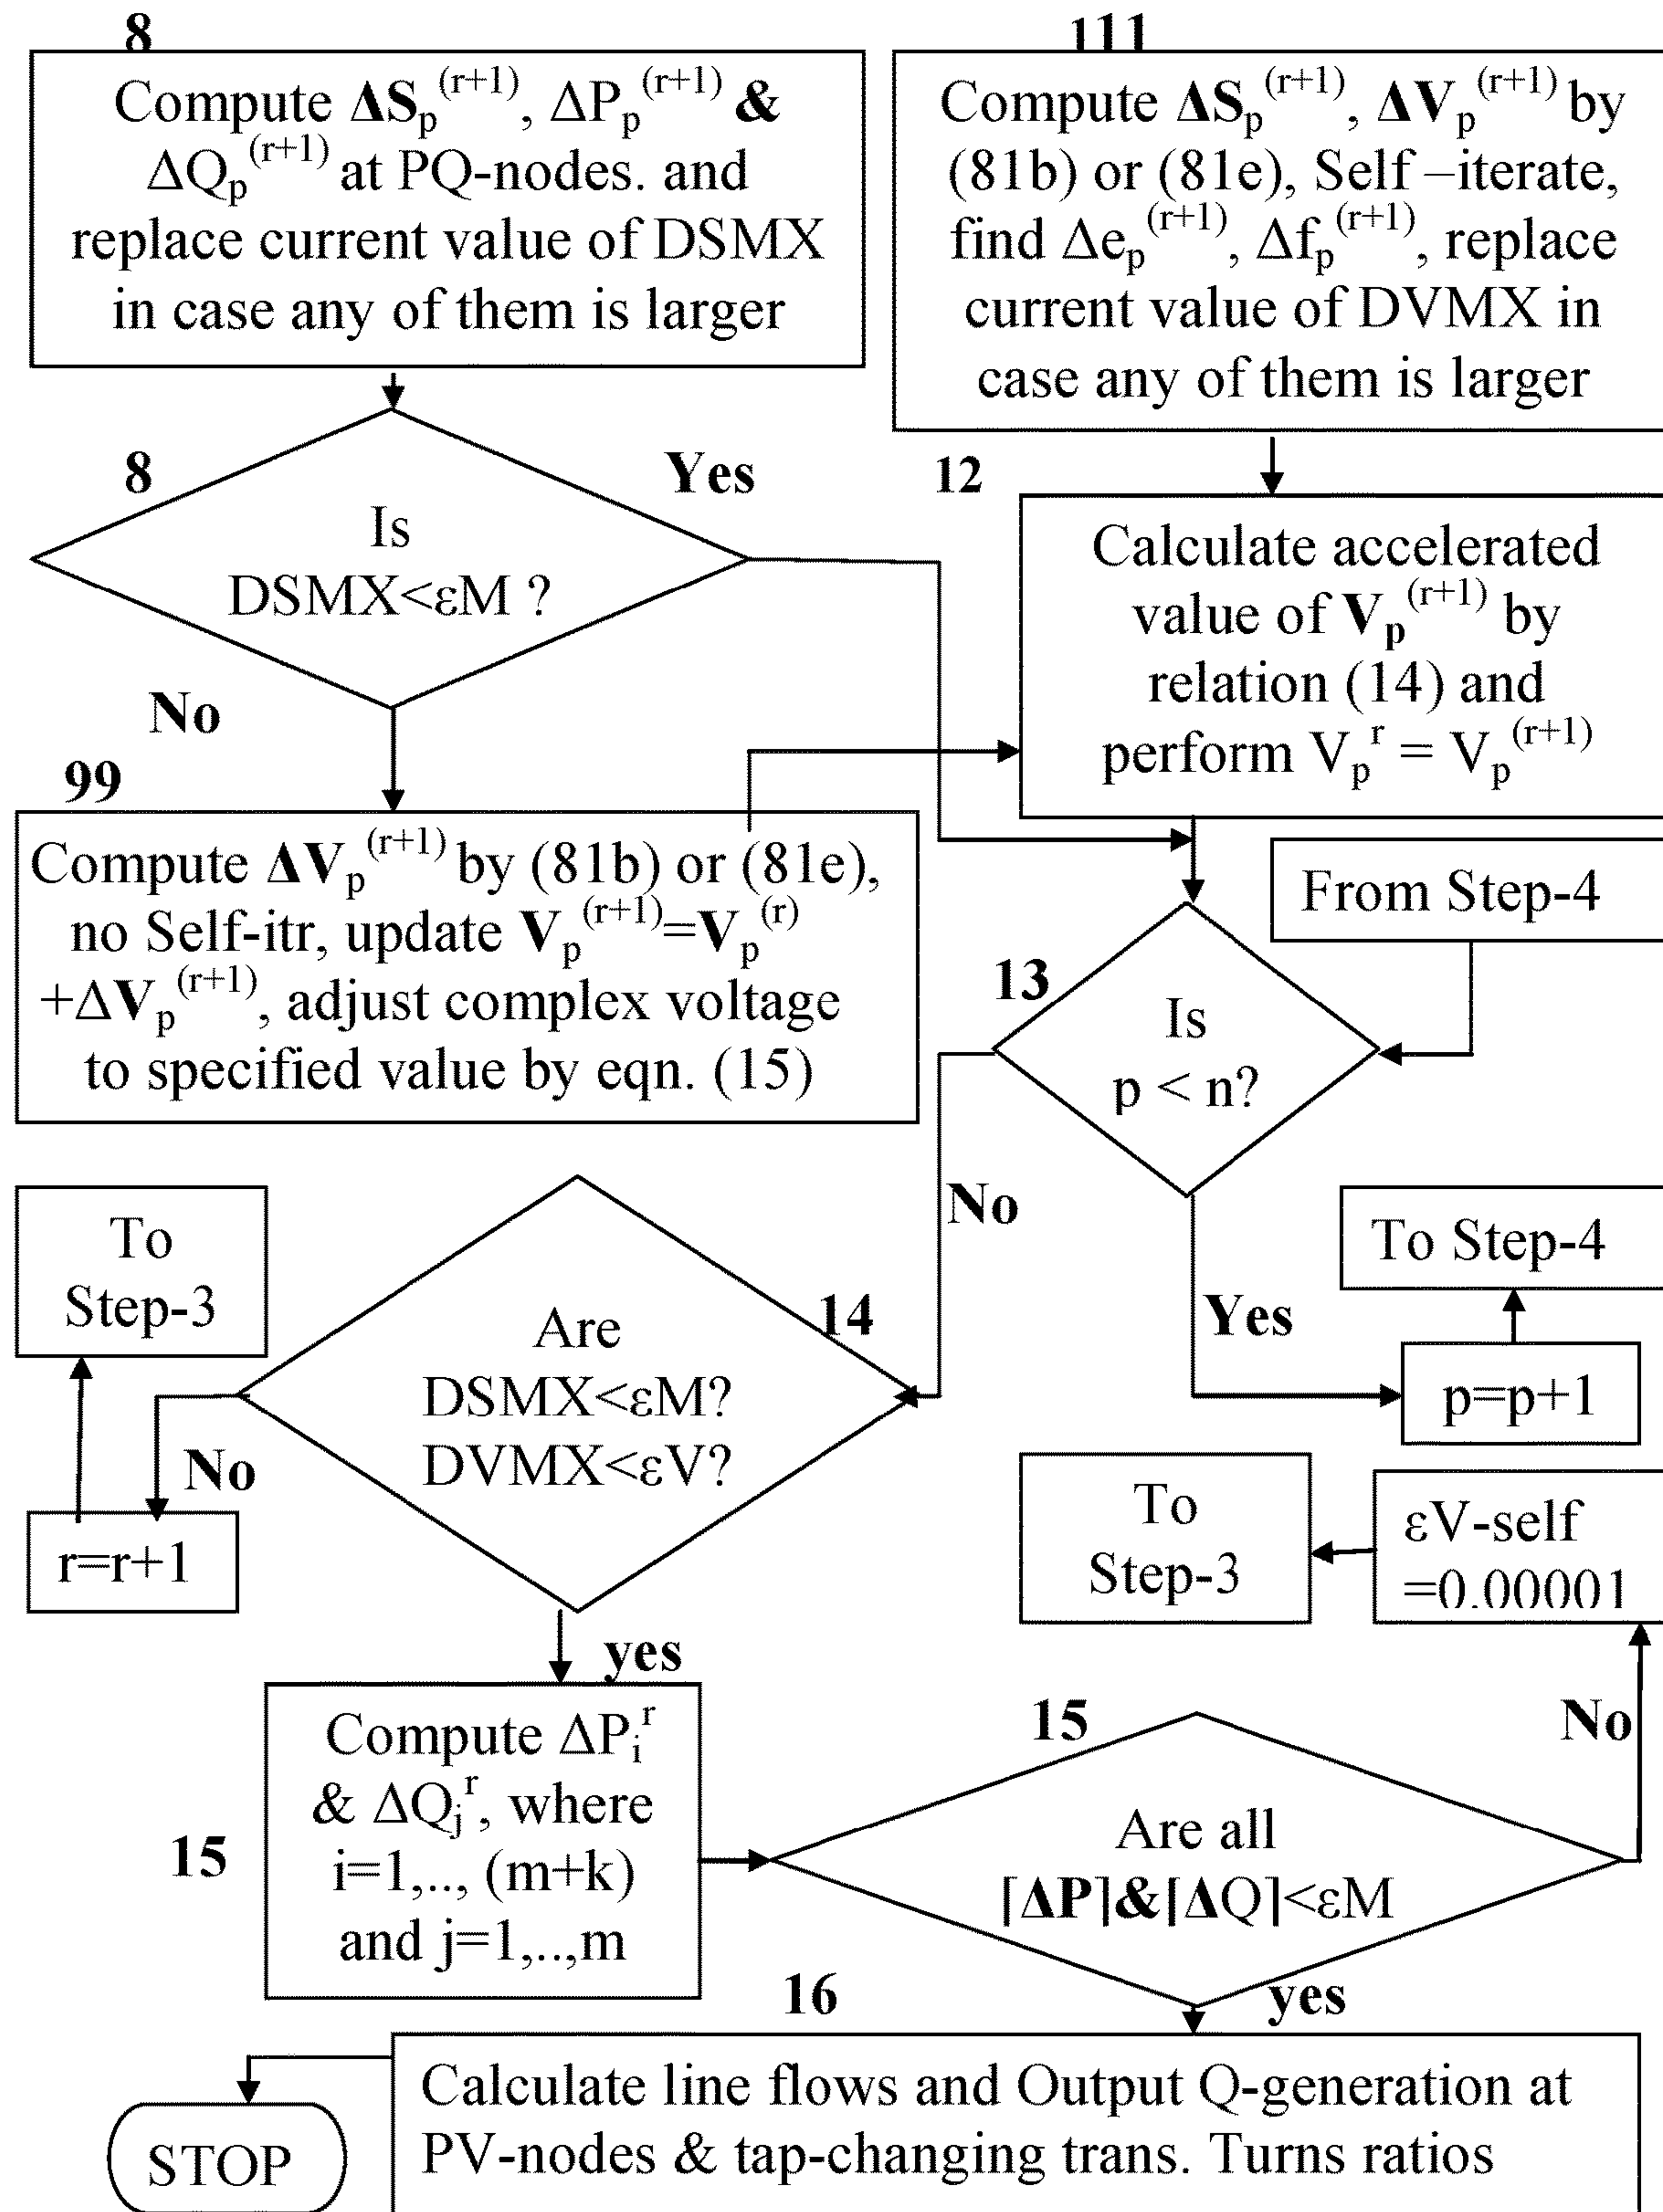 8
Compute ΔSₚ⁽ʳ⁺¹⁾, ΔPₚ⁽ʳ⁺¹⁾ &
ΔQₚ⁽ʳ⁺¹⁾ at PQ-nodes. and
replace current value of DSMX
in case any of them is larger
111
Compute ΔSₚ⁽ʳ⁺¹⁾, ΔVₚ⁽ʳ⁺¹⁾ by
(81b) or (81e), Self –iterate,
find Δeₚ⁽ʳ⁺¹⁾, Δfₚ⁽ʳ⁺¹⁾, replace
current value of DVMX in
case any of them is larger
8
Is
DSMX<εM ?
Yes
No
12
Calculate accelerated
value of Vₚ⁽ʳ⁺¹⁾ by
relation (14) and
perform Vₚʳ = Vₚ⁽ʳ⁺¹⁾
99
Compute ΔVₚ⁽ʳ⁺¹⁾ by (81b) or (81e),
no Self-itr, update Vₚ⁽ʳ⁺¹⁾=Vₚ⁽ʳ⁾
+ΔVₚ⁽ʳ⁺¹⁾, adjust complex voltage
to specified value by eqn. (15)
From Step-4
13
Is
p < n?
No
Yes
To Step-4
p=p+1
To
Step-3
14
Are
DSMX<εM?
DVMX<εV?
No
r=r+1
yes
To
Step-3
εV-self
=0.00001
15
Compute ΔPᵢʳ
& ΔQⱼʳ, where
i=1,.., (m+k)
and j=1,..,m
15
Are all
⌈ΔP⌉&⌈ΔQ⌉<εM
No
yes
16
Calculate line flows and Output Q-generation at
PV-nodes & tap-changing trans. Turns ratios
STOP